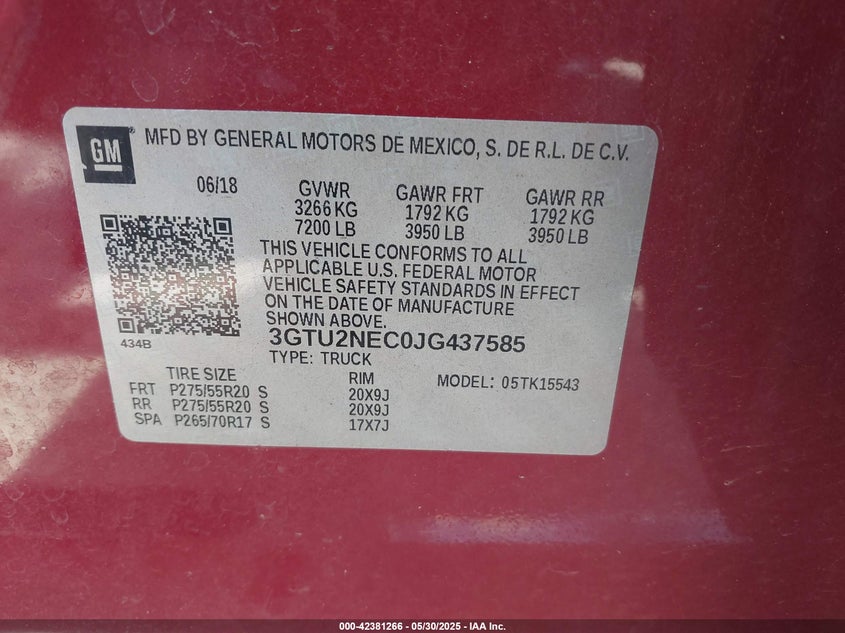 GM
MFD BY GENERAL MOTORS DE MEXICO, S. DE R.L. DE C.V.
06/18 GVWR GAWR FRT GAWR RR
3266 KG 1792 KG 1792 KG
7200 LB 3950 LB 3950 LB
THIS VEHICLE CONFORMS TO ALL
APPLICABLE U.S. FEDERAL MOTOR
VEHICLE SAFETY STANDARDS IN EFFECT
ON THE DATE OF MANUFACTURE
SHOWN ABOVE.
434B
3GTU2NEC0JG437585
TYPE: TRUCK
TIRE SIZE RIM MODEL: 05TK15543
FRT P275/55R20 S 20X9J
RR P275/55R20 S 20X9J
SPA P265/70R17 S 17X7J
000-42381266 — 05/30/2025 — IAA Inc.